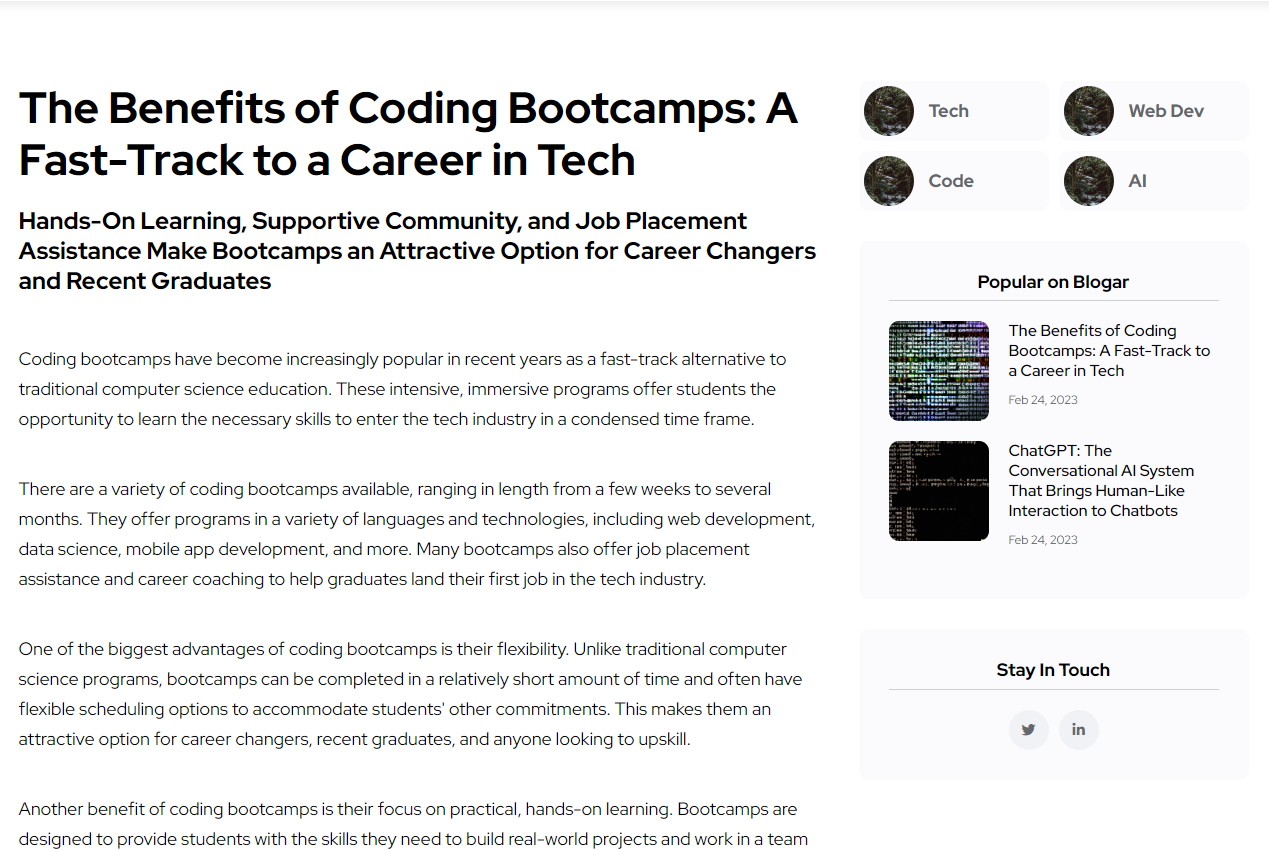 The Benefits of Coding Bootcamps: A
Fast-Track to a Career in Tech
Hands-On Learning, Supportive Community, and Job Placement
Assistance Make Bootcamps an Attractive Option for Career Changers
and Recent Graduates
Coding bootcamps have become increasingly popular in recent years as a fast-track alternative to
traditional computer science education. These intensive, immersive programs offer students the
opportunity to learn the necessary skills to enter the tech industry in a condensed time frame.
There are a variety of coding bootcamps available, ranging in length from a few weeks to several
months. They offer programs in a variety of languages and technologies, including web development,
data science, mobile app development, and more. Many bootcamps also offer job placement
assistance and career coaching to help graduates land their first job in the tech industry.
One of the biggest advantages of coding bootcamps is their flexibility. Unlike traditional computer
science programs, bootcamps can be completed in a relatively short amount of time and often have
flexible scheduling options to accommodate students' other commitments. This makes them an
attractive option for career changers, recent graduates, and anyone looking to upskill.
Another benefit of coding bootcamps is their focus on practical, hands-on learning. Bootcamps are
designed to provide students with the skills they need to build real-world projects and work in a team
Tech
Web Dev
Code
AI
Popular on Blogar
The Benefits of Coding
Bootcamps: A Fast-Track to
a Career in Tech
Feb 24, 2023
ChatGPT: The
Conversational AI System
That Brings Human-Like
Interaction to Chatbots
Feb 24, 2023
Stay In Touch
in